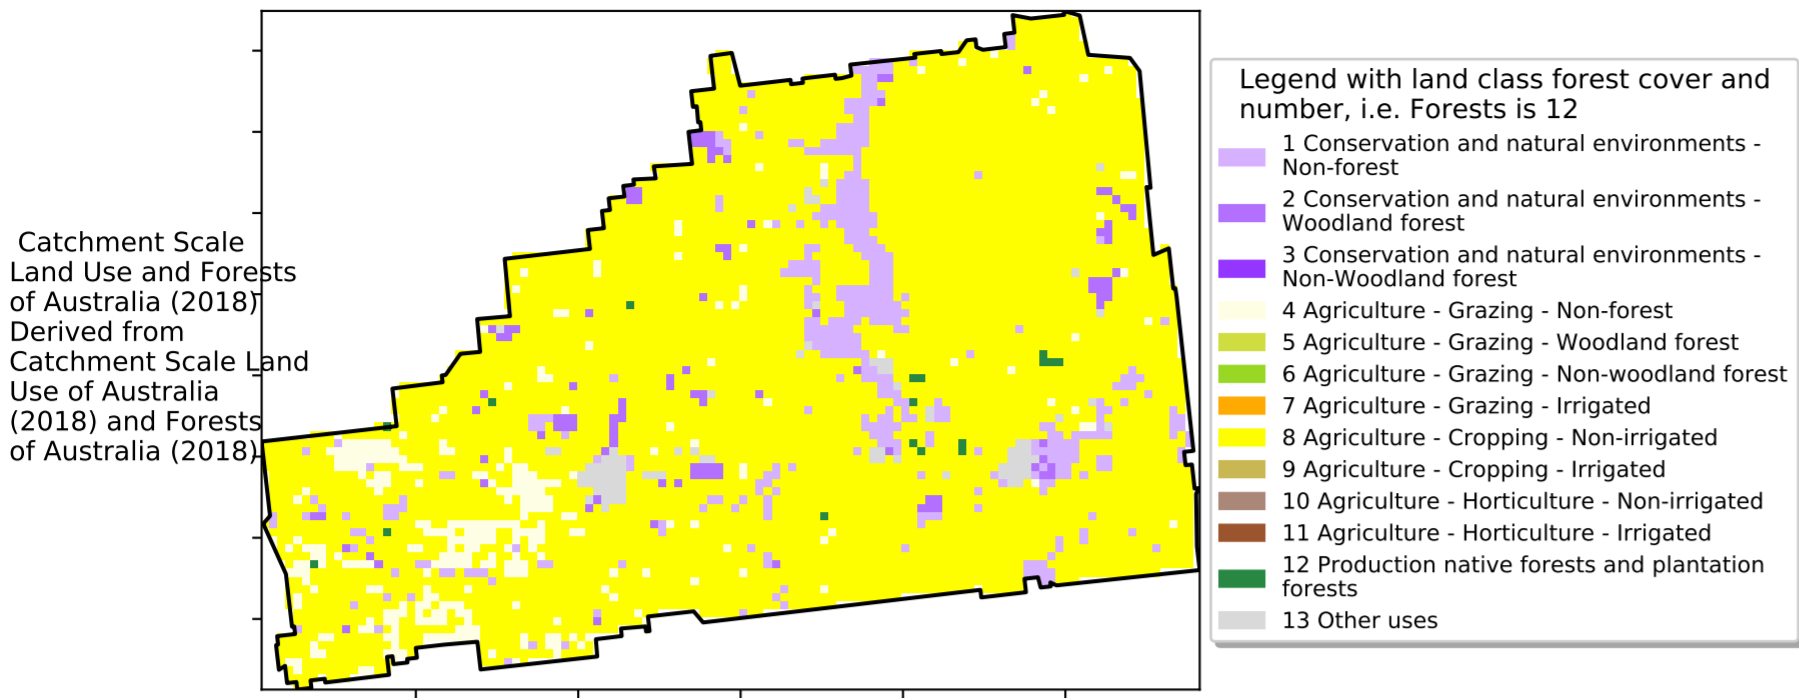 Catchment Scale
Land Use and Forests
of Australia (2018)
Derived from
Catchment Scale Land
Use of Australia
(2018) and Forests
of Australia (2018)
Legend with land class forest cover and
number, i.e. Forests is 12
1 Conservation and natural environments -
Non-forest
2 Conservation and natural environments -
Woodland forest
3 Conservation and natural environments -
Non-Woodland forest
4 Agriculture - Grazing - Non-forest
5 Agriculture - Grazing - Woodland forest
6 Agriculture - Grazing - Non-woodland forest
7 Agriculture - Grazing - Irrigated
8 Agriculture - Cropping - Non-irrigated
9 Agriculture - Cropping - Irrigated
10 Agriculture - Horticulture - Non-irrigated
11 Agriculture - Horticulture - Irrigated
12 Production native forests and plantation
forests
13 Other uses